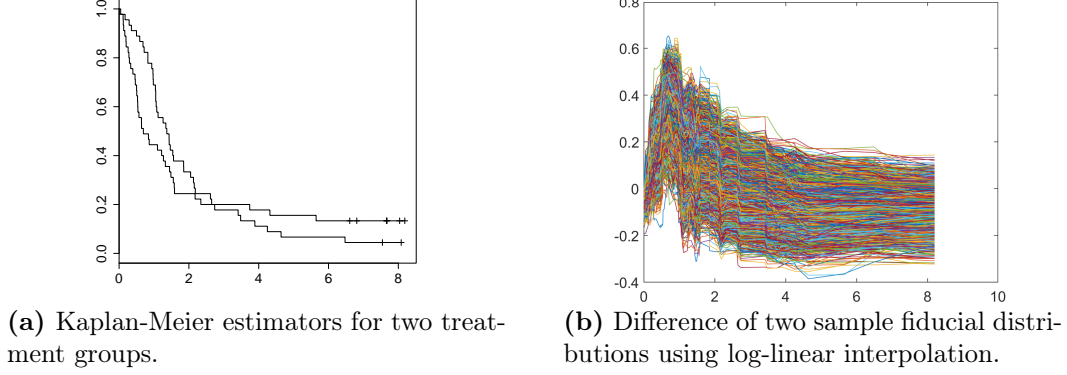 1.0
0.8
0.6
0.4
0.2
0.0
0 2 4 6 8
0.8
0.6
0.4
0.2
0
-0.2
-0.4
0 2 4 6 8 10
(a) Kaplan-Meier estimators for two treat-
ment groups.
(b) Difference of two sample fiducial distri-
butions using log-linear interpolation.